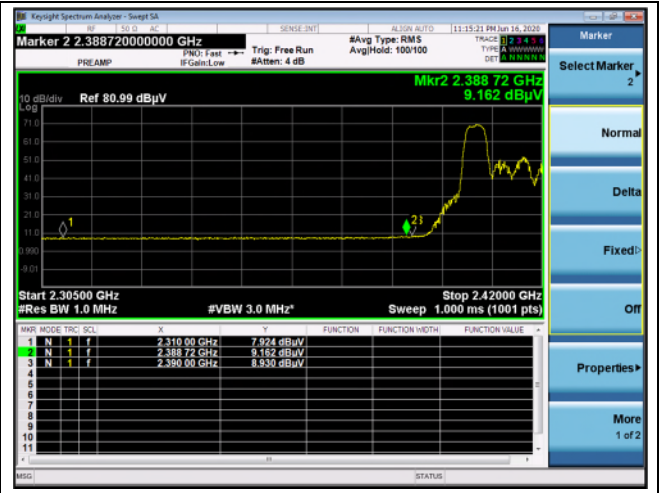 Keysight Spectrum Analyzer - Swept SA
RF 50 Ω AC SENSE:INT ALIGN AUTO 11:15:21 PM Jun 16, 2020
Marker 2 2.388720000000 GHz
PREAMP
PNO: Fast
IFGain:Low
Trig: Free Run
#Atten: 4 dB
#Avg Type: RMS
Avg|Hold: 100/100
TRACE 1 2 3 4 5 6
TYPE A WWWWW
DET A N N N N N
Mkr2 2.388 72 GHz
9.162 dBµV
10 dB/div Ref 80.99 dBµV
Log
71.0
61.0
51.0
41.0
31.0
21.0
11.0
0.990
-9.01
1
2
3
Start 2.30500 GHz
Stop 2.42000 GHz
#Res BW 1.0 MHz
#VBW 3.0 MHz*
Sweep 1.000 ms (1001 pts)
MKR MODE TRC SCL X Y FUNCTION FUNCTION WIDTH FUNCTION VALUE
1 N 1 f 2.310 00 GHz 7.924 dBµV
2 N 1 f 2.388 72 GHz 9.162 dBµV
3 N 1 f 2.390 00 GHz 8.930 dBµV
4
5
6
7
8
9
10
11
MSG
STATUS
Marker
Select Marker
2
Normal
Delta
Fixed
Off
Properties
More
1 of 2